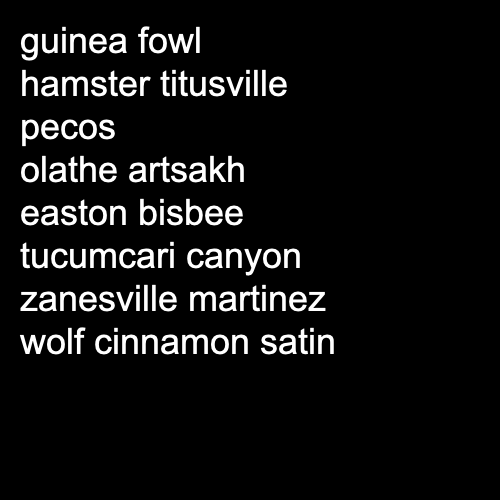 guinea fowl
hamster titusville
pecos
olathe artsakh
easton bisbee
tucumcari canyon
zanesville martinez
wolf cinnamon satin